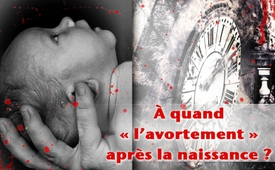 À quand
« l'avortement »
après la naissance ?